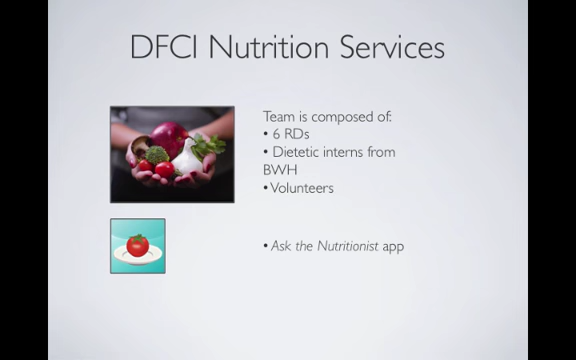 DFCI Nutrition Services
Team is composed of:
• 6 RDs
• Dietetic interns from
BWH
• Volunteers
• Ask the Nutritionist app